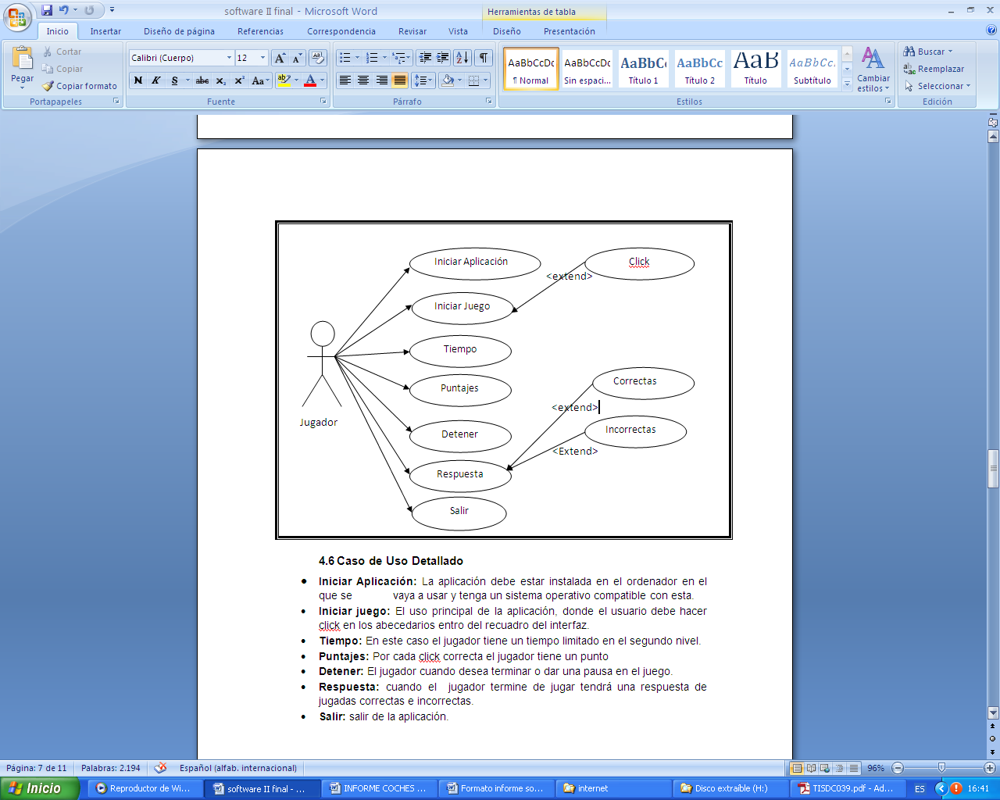 software II final - Microsoft Word
Herramientas de tabla
Inicio Insertar Diseño de página Referencias Correspondencia Revisar Vista Diseño Presentación
Pegar
Cortar
Copiar
Copiar formato
Portapapeles
Calibri (Cuerpo) 12
N K S abc x₂ x² Aa
Fuente
Párrafo
AaBbCcDc AaBbCcDc AaBbCc AaBbCc AaB AaBbCc.
¶ Normal Sin espaci... Título 1 Título 2 Título Subtítulo
Cambiar estilos
Estilos
Buscar
Reemplazar
Seleccionar
Edición
Iniciar Aplicación
Click
<extend>
Iniciar Juego
Tiempo
Puntajes
Correctas
<extend>
Jugador
Detener
Incorrectas
<Extend>
Respuesta
Salir
4.6 Caso de Uso Detallado
• Iniciar Aplicación: La aplicación debe estar instalada en el ordenador en el
que se vaya a usar y tenga un sistema operativo compatible con esta.
• Iniciar juego: El uso principal de la aplicación, donde el usuario debe hacer
click en los abecedarios entro del recuadro del interfaz.
• Tiempo: En este caso el jugador tiene un tiempo limitado en el segundo nivel.
• Puntajes: Por cada click correcta el jugador tiene un punto
• Detener: El jugador cuando desea terminar o dar una pausa en el juego.
• Respuesta: cuando el jugador termine de jugar tendrá una respuesta de
jugadas correctas e incorrectas.
• Salir: salir de la aplicación.
Página: 7 de 11 Palabras: 2.194 Español (alfab. internacional) 96%
Inicio Reproductor de Wi... software II final - ... INFORME COCHES ... Formato informe so... internet Disco extraíble (H:) TISDC039.pdf - Ad... ES 16:41